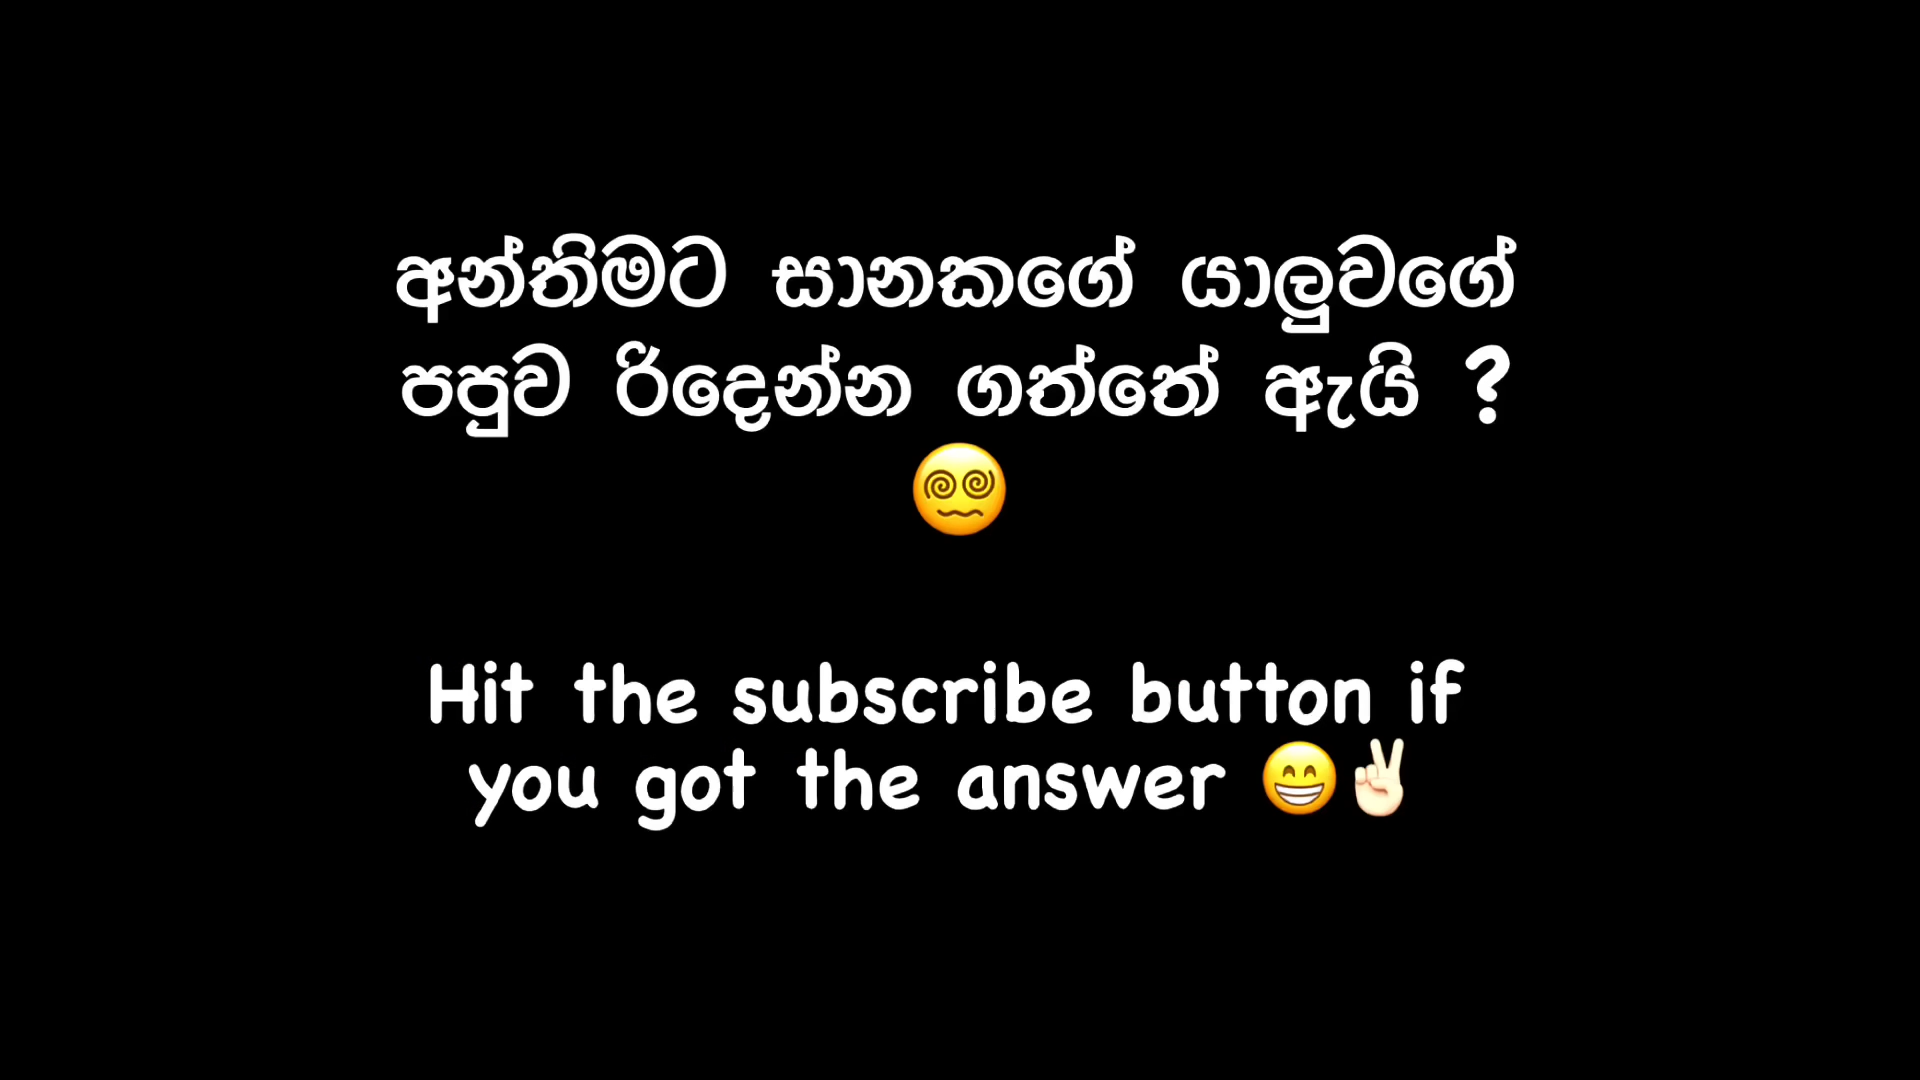 අන්තිමට සානකගේ යාලුවගේ
පපුව රිදෙන්න ගත්තේ ඇයි ?
😵‍💫
Hit the subscribe button if
you got the answer 😁✌🏻